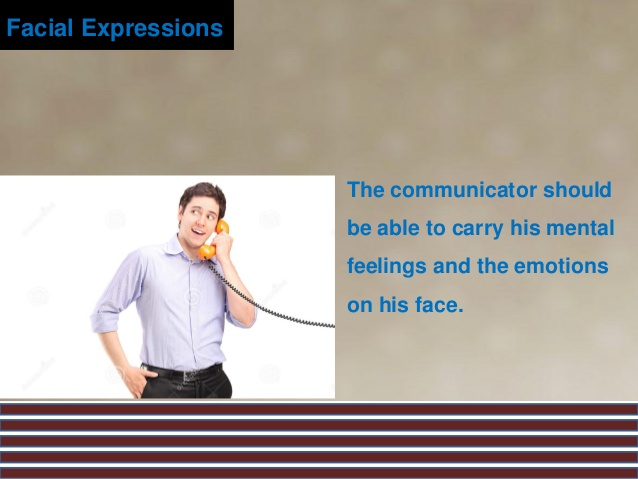 Facial Expressions
The communicator should
be able to carry his mental
feelings and the emotions
on his face.